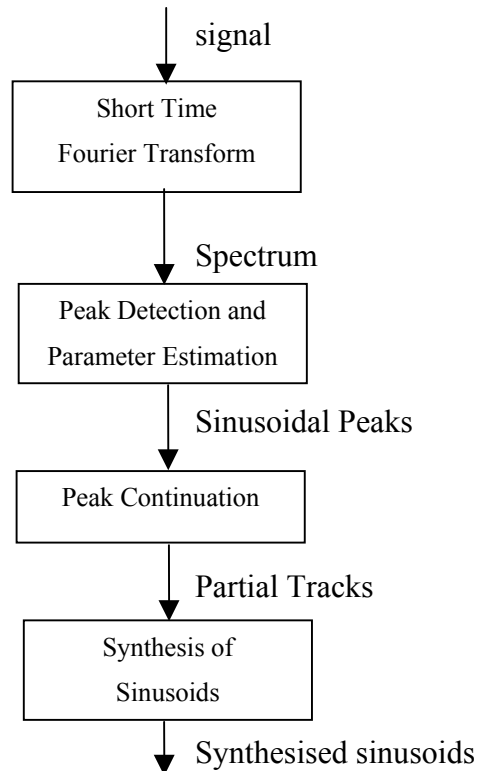 signal
Short Time
Fourier Transform
Spectrum
Peak Detection and
Parameter Estimation
Sinusoidal Peaks
Peak Continuation
Partial Tracks
Synthesis of
Sinusoids
Synthesised sinusoids